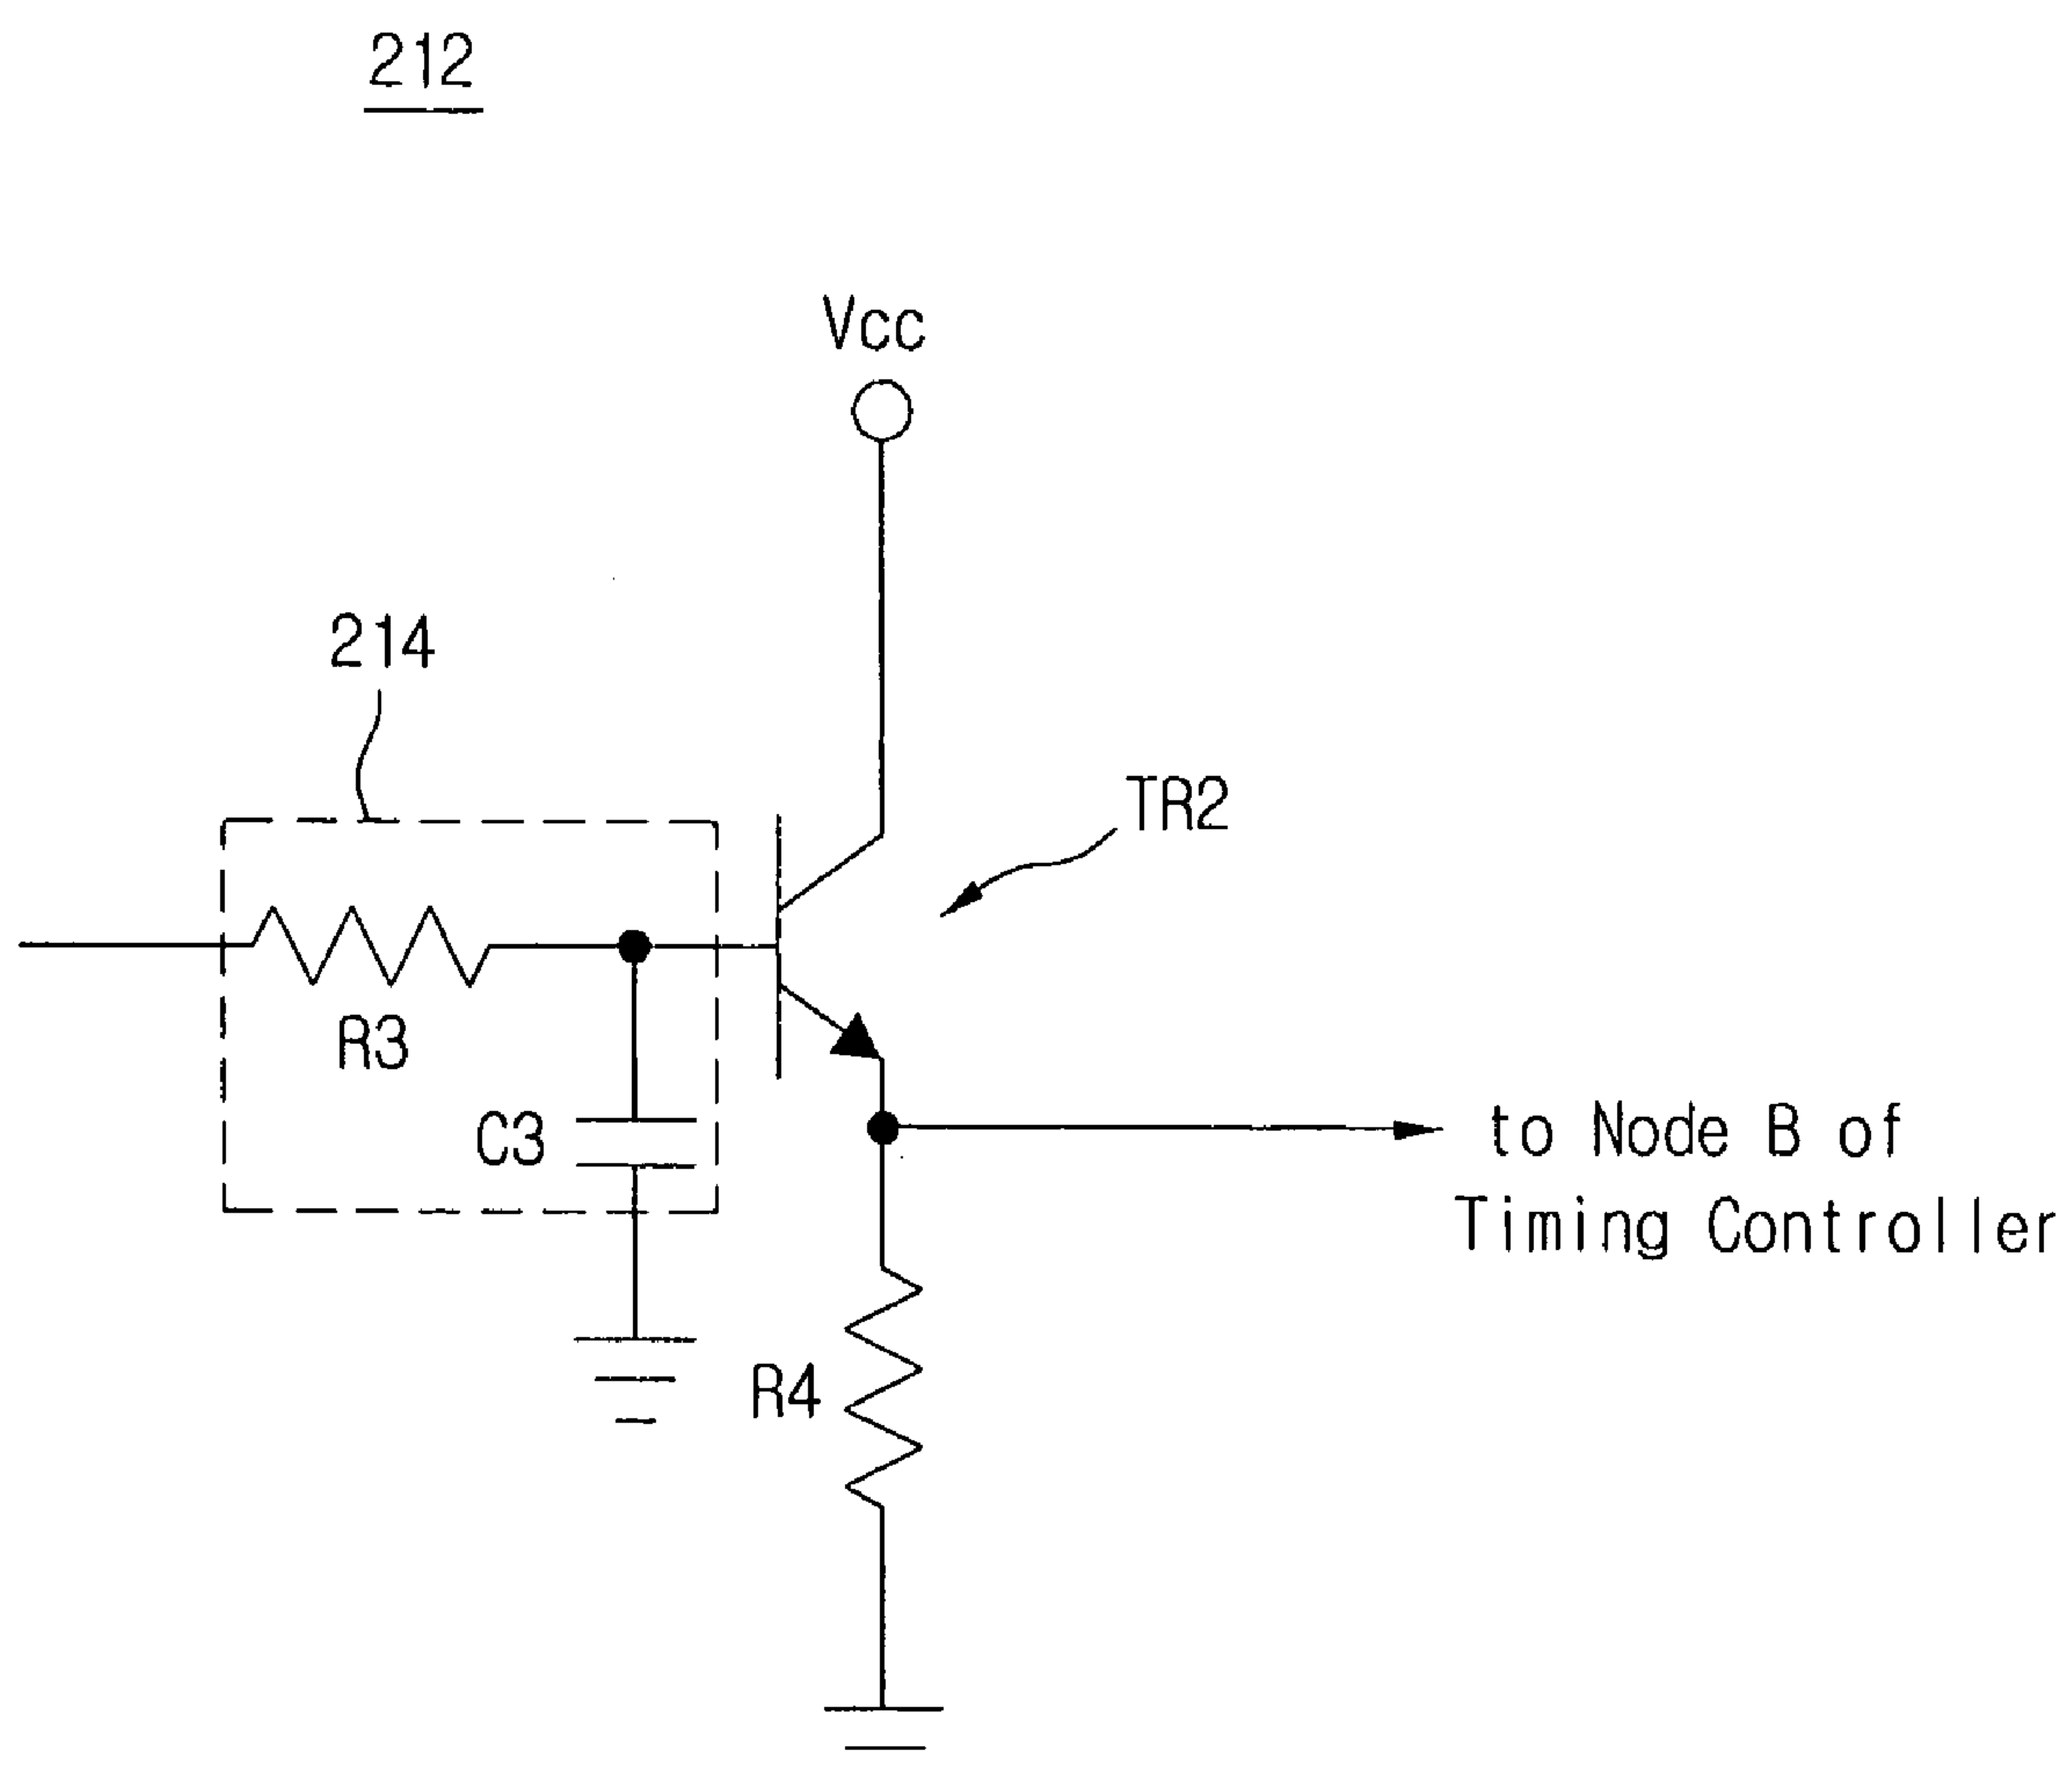 212
Vcc
214
TR2
R3
C3
to Node B of
Timing Controller
R4